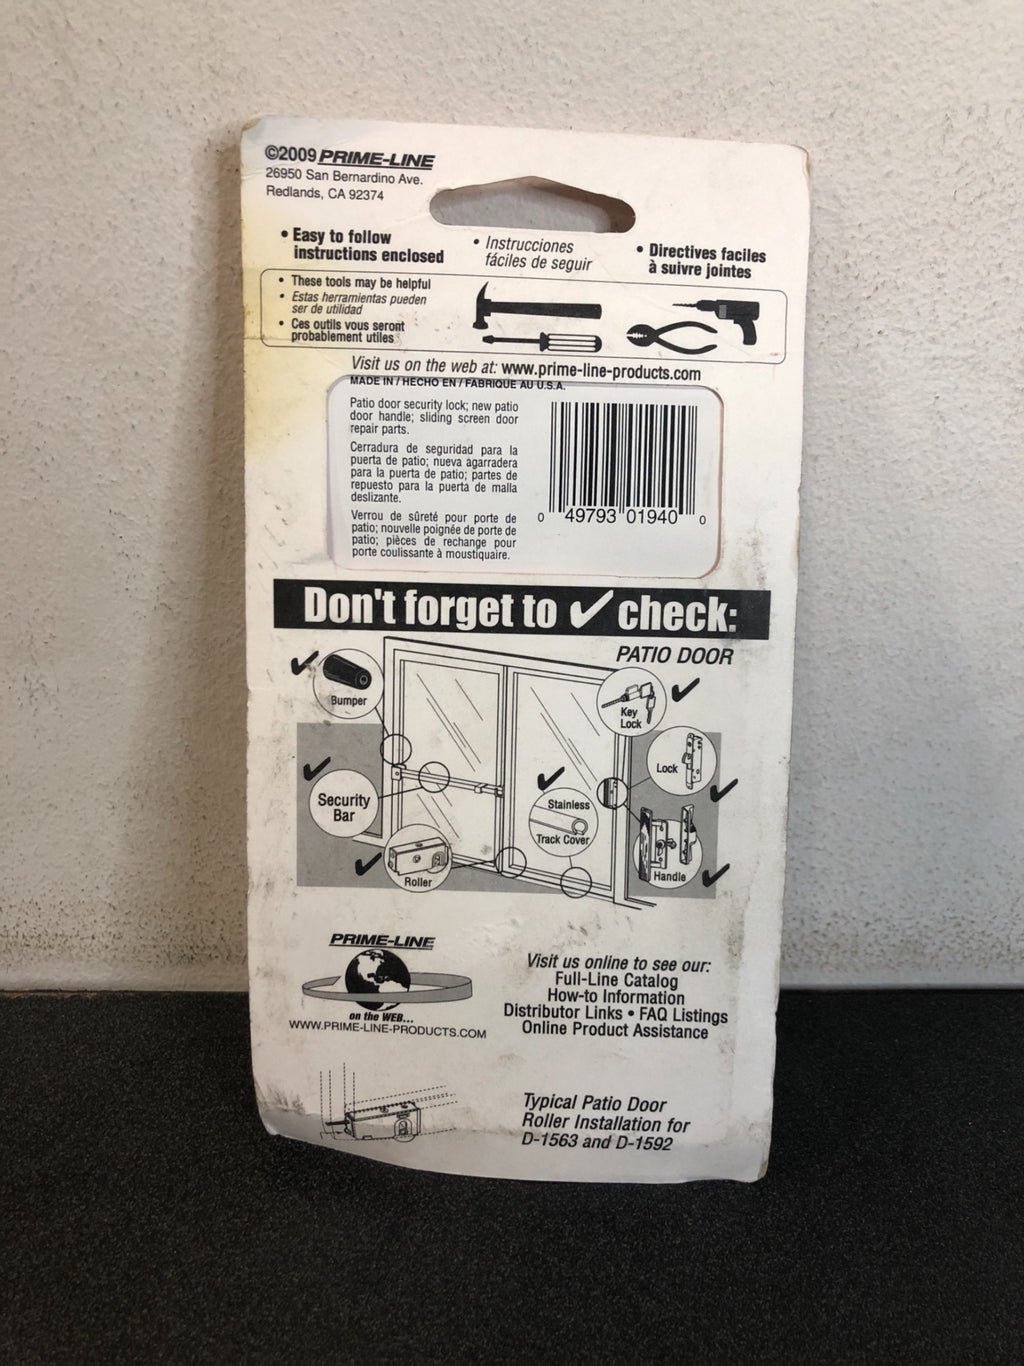 ©2009 PRIME-LINE
26950 San Bernardino Ave.
Redlands, CA 92374
• Easy to follow
instructions enclosed
• Instrucciones
fáciles de seguir
• Directives faciles
à suivre jointes
• These tools may be helpful
• Estas herramientas pueden
ser de utilidad
• Ces outils vous seront
probablement utiles
Visit us on the web at: www.prime-line-products.com
MADE IN / HECHO EN / FABRIQUE AU U.S.A.
Patio door security lock; new patio
door handle; sliding screen door
repair parts.
Cerradura de seguridad para la
puerta de patio; nueva agarradera
para la puerta de patio; partes de
repuesto para la puerta de malla
deslizante.
Verrou de sûreté pour porte de
patio; nouvelle poignée de porte de
patio; pièces de rechange pour
porte coulissante à moustiquaire.
0 49793 01940 0
Don't forget to ✓ check:
PATIO DOOR
Bumper
Key
Lock
Lock
Security
Bar
Stainless
Track Cover
Roller
Handle
PRIME-LINE
on the WEB...
WWW.PRIME-LINE-PRODUCTS.COM
Visit us online to see our:
Full-Line Catalog
How-to Information
Distributor Links • FAQ Listings
Online Product Assistance
Typical Patio Door
Roller Installation for
D-1563 and D-1592